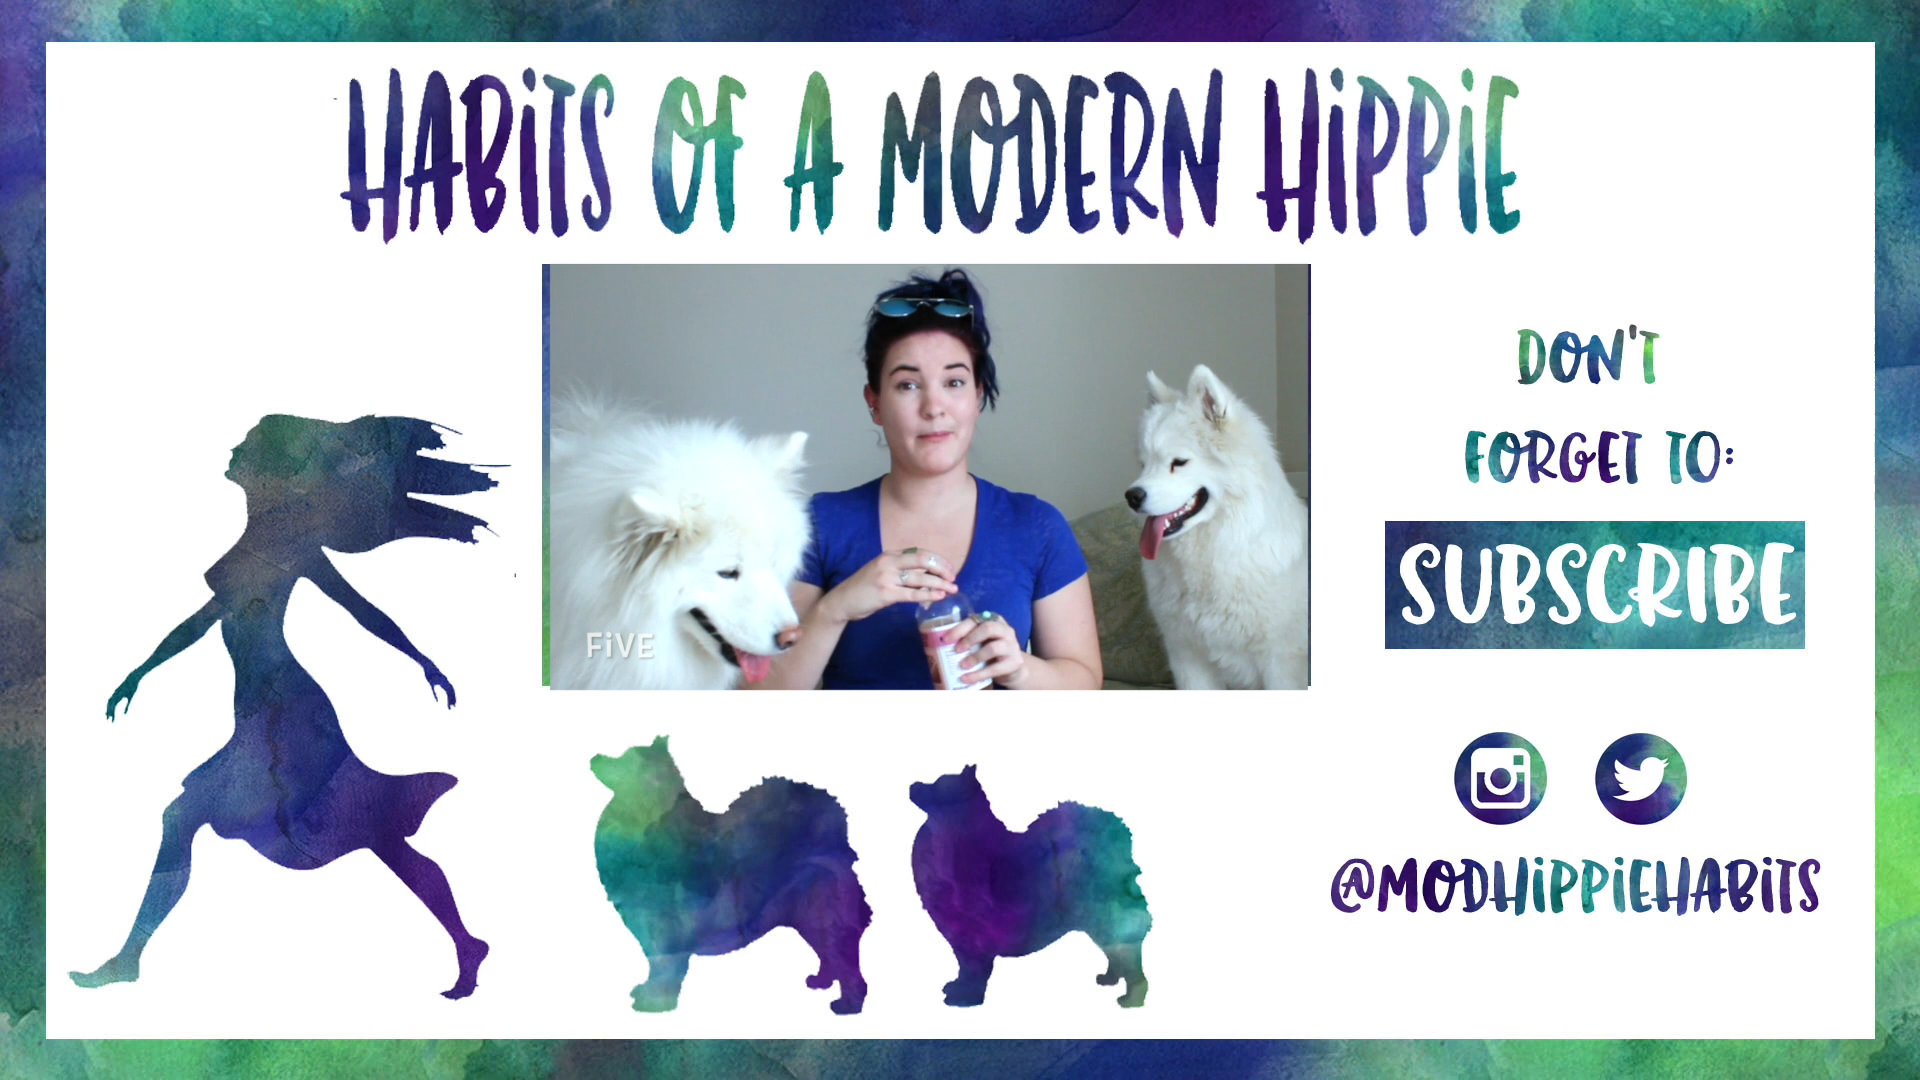 HABiTS OF A MODERN HiPPiE
FiVE
DON'T
FORGET TO:
SUBSCRIBE
@MODHiPPiEHABiTS